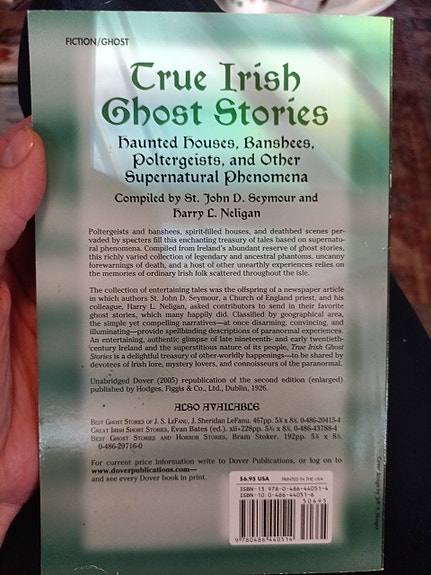 FICTION/GHOST
True Irish
Ghost Stories
Haunted Houses, Banshees,
Poltergeists, and Other
Supernatural Phenomena
Compiled by St. John D. Seymour and
Harry L. Neligan
Poltergeists and banshees, spirit-filled houses, and deathbed scenes per-
vaded by specters fill this enchanting treasury of tales based on supernatu-
ral phenomena. Compiled from Ireland's abundant reserve of ghost stories,
this richly varied collection of legendary and ancestral phantoms, uncanny
forewarnings of death, and a host of other unearthly experiences relies on
the memories of ordinary Irish folk scattered throughout the isle.
The collection of entertaining tales was the offspring of a newspaper article
in which authors St. John D. Seymour, a Church of England priest, and his
colleague, Harry L. Neligan, asked contributors to send in their favorite
ghost stories, which many happily did. Classified by geographical area,
the simple yet compelling narratives—at once disarming, convincing, and
illuminating—provide spellbinding descriptions of paranormal experiences.
An entertaining, authentic glimpse of late nineteenth- and early twentieth-
century Ireland and the superstitious nature of its people, True Irish Ghost
Stories is a delightful treasury of other-worldly happenings—to be shared by
devotees of Irish lore, mystery lovers, and connoisseurs of the paranormal.
Unabridged Dover (2005) republication of the second edition (enlarged)
published by Hodges, Figgis & Co., Ltd., Dublin, 1926.
ALSO AVAILABLE
Best Ghost Stories of J. S. LeFanu, J. Sheridan LeFanu. 467pp. 5⅜ x 8½. 0-486-20415-4
Great Irish Short Stories, Evan Bates (ed.). xii+228pp. 5⅜ x 8½. 0-486-43788-4
Best Ghost and Horror Stories, Bram Stoker. 192pp. 5⅜ x 8½.
0-486-29716-0
For current price information write to Dover Publications, or log on to
www.doverpublications.com—
and see every Dover book in print.
$6.95 USA PRINTED IN THE USA
ISBN-13: 978-0-486-44051-4
ISBN-10: 0-486-44051-6
50695
9 780486 440514